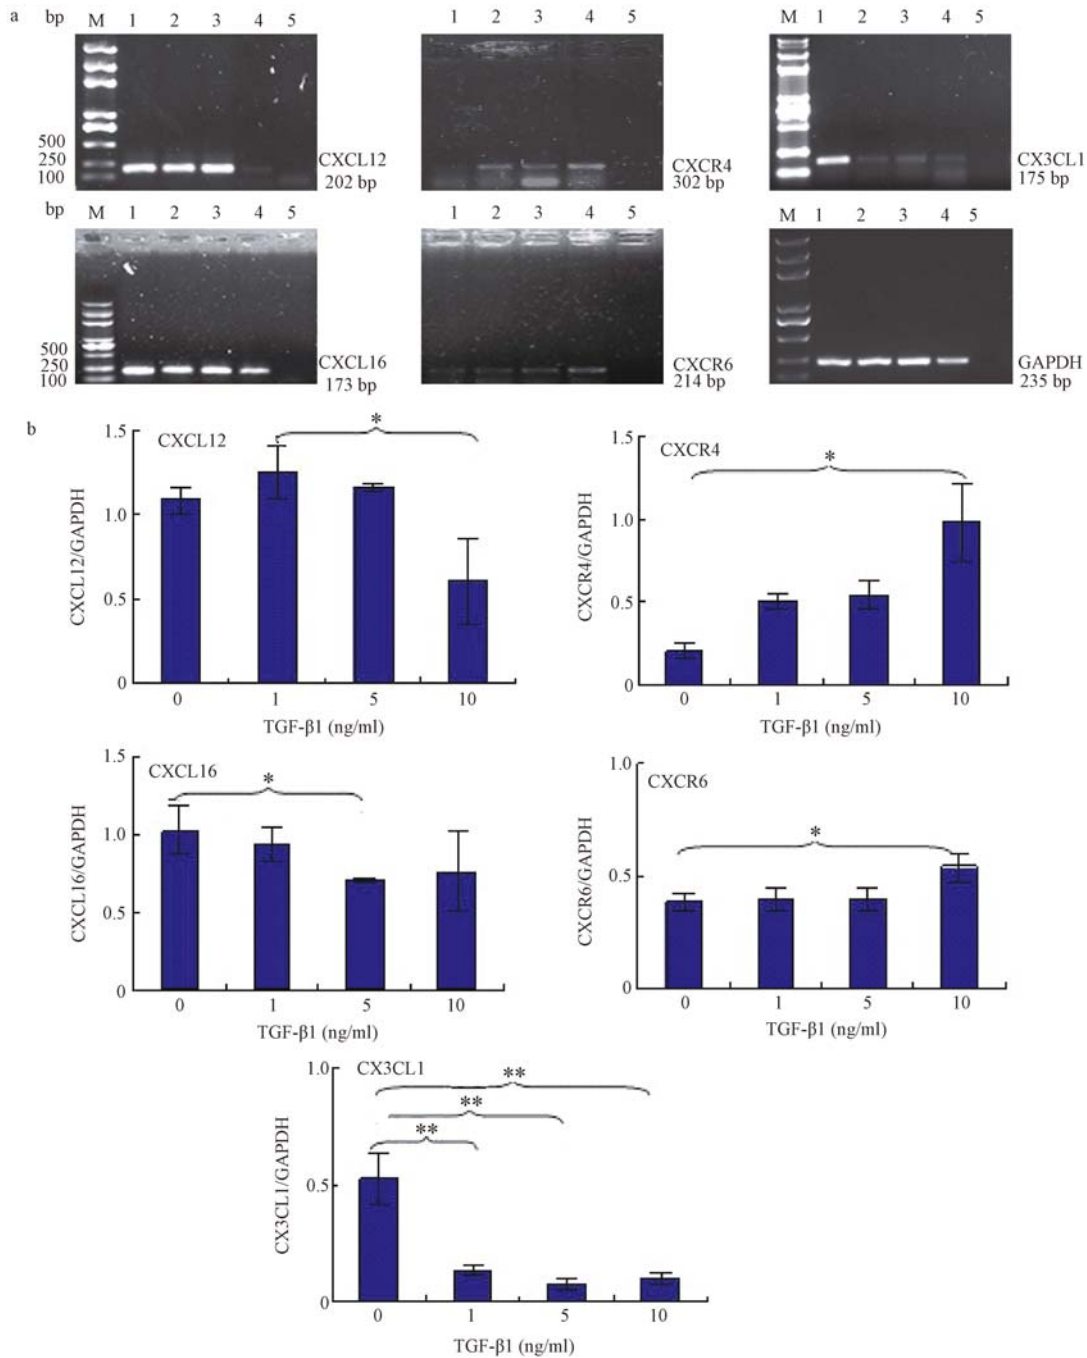 a
bp M 1 2 3 4 5
500
250
100
CXCL12
202 bp
1 2 3 4 5
CXCR4
302 bp
M 1 2 3 4 5
CX3CL1
175 bp
bp M 1 2 3 4 5
500
250
100
CXCL16
173 bp
1 2 3 4 5
CXCR6
214 bp
M 1 2 3 4 5
GAPDH
235 bp
b
CXCL12
*
CXCL12/GAPDH
1.5
1.0
0.5
0
0 1 5 10
TGF-β1 (ng/ml)
CXCR4
*
CXCR4/GAPDH
1.5
1.0
0.5
0
0 1 5 10
TGF-β1 (ng/ml)
CXCL16
*
CXCL16/GAPDH
1.5
1.0
0.5
0
0 1 5 10
TGF-β1 (ng/ml)
CXCR6
*
CXCR6/GAPDH
1.0
0.5
0
0 1 5 10
TGF-β1 (ng/ml)
CX3CL1
**
**
**
CX3CL1/GAPDH
1.0
0.5
0
0 1 5 10
TGF-β1 (ng/ml)